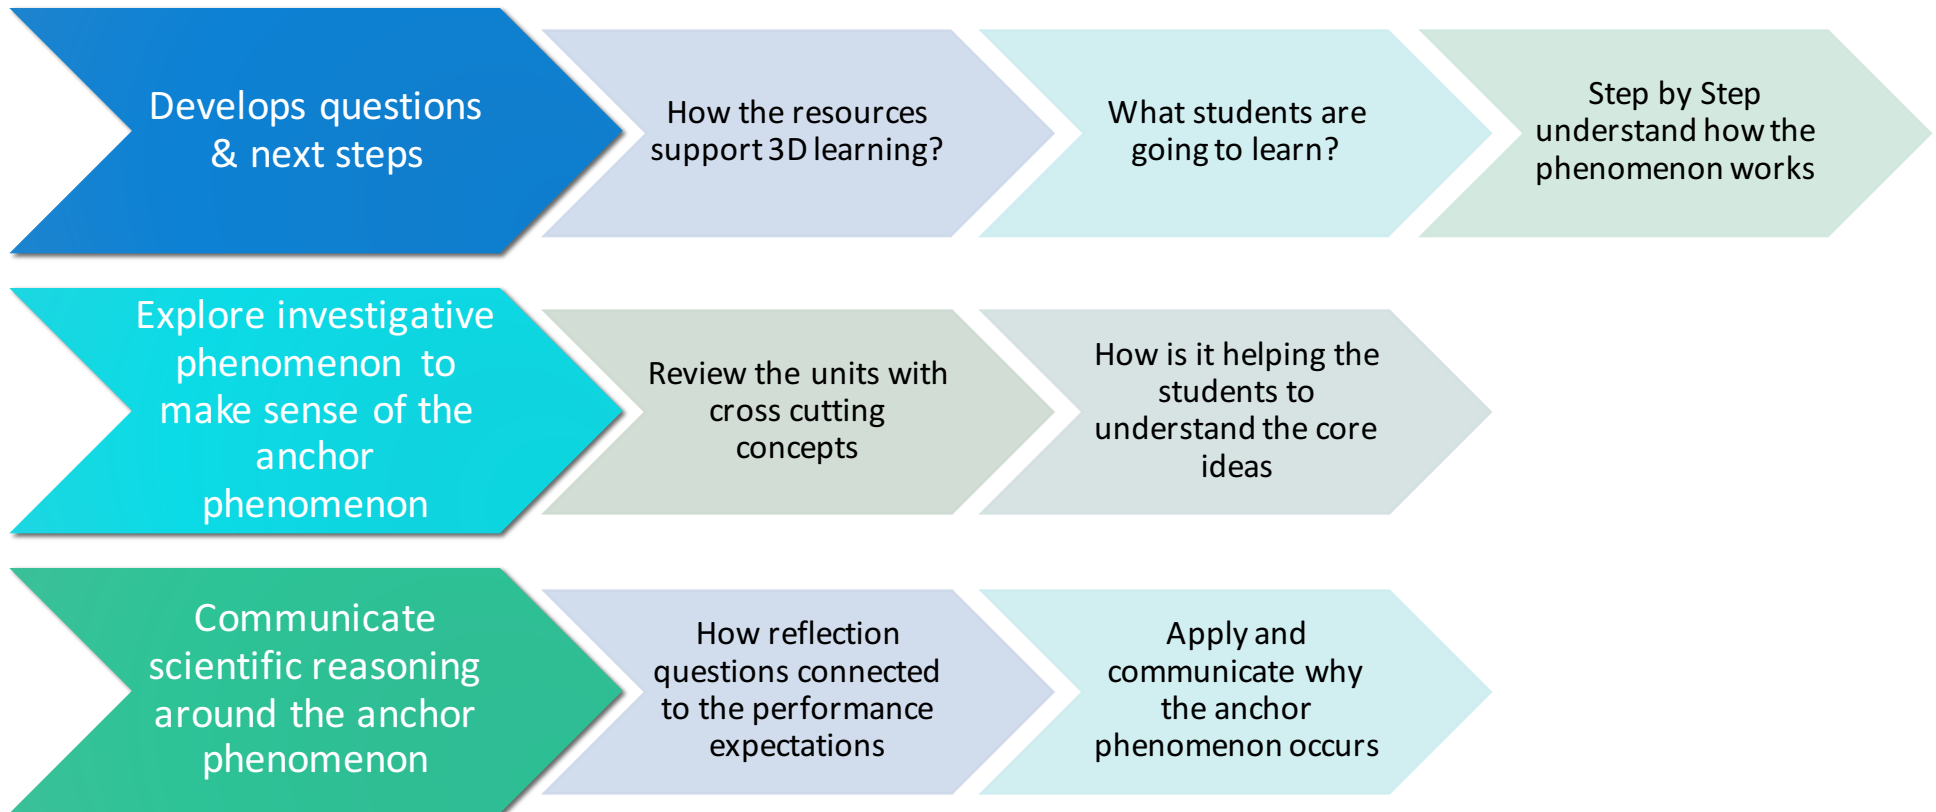 Develops questions
& next steps
How the resources
support 3D learning?
What students are
going to learn?
Step by Step
understand how the
phenomenon works
Explore investigative
phenomenon to
make sense of the
anchor
phenomenon
Review the units with
cross cutting
concepts
How is it helping the
students to
understand the core
ideas
Communicate
scientific reasoning
around the anchor
phenomenon
How reflection
questions connected
to the performance
expectations
Apply and
communicate why
the anchor
phenomenon occurs